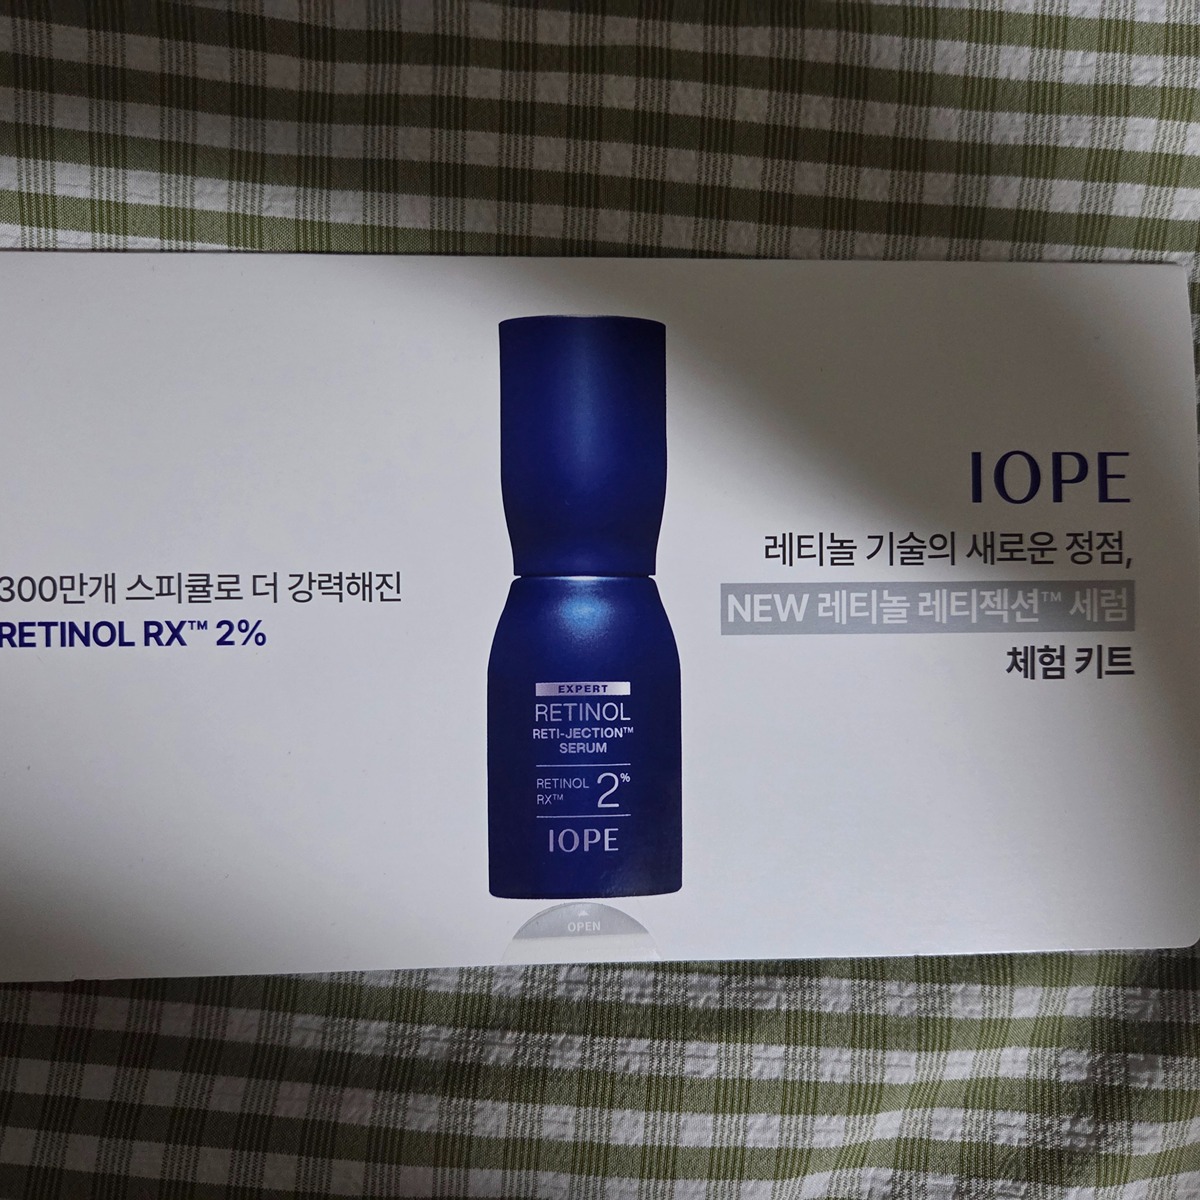 300만개 스피큘로 더 강력해진
RETINOL RX™ 2%
EXPERT
RETINOL
RETI-JECTION™
SERUM
RETINOL
RX™ 2%
IOPE
OPEN
IOPE
레티놀 기술의 새로운 정점,
NEW 레티놀 레티젝션™ 세럼
체험 키트